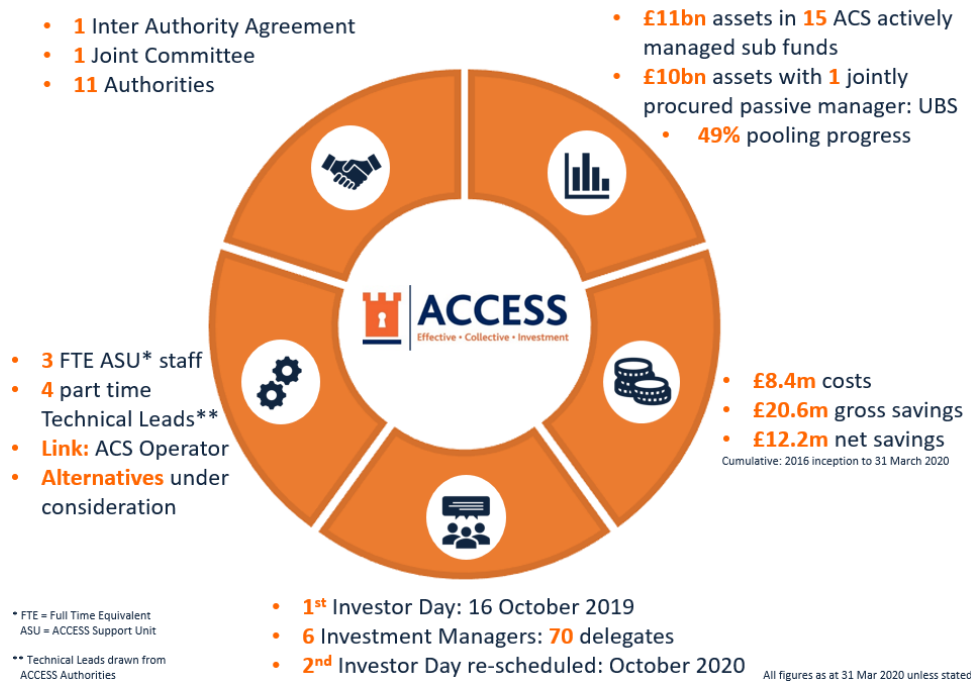 • 1 Inter Authority Agreement
• 1 Joint Committee
• 11 Authorities
• £11bn assets in 15 ACS actively
managed sub funds
• £10bn assets with 1 jointly
procured passive manager: UBS
• 49% pooling progress
ACCESS
Effective • Collective • Investment
• 3 FTE ASU* staff
• 4 part time
Technical Leads**
• Link: ACS Operator
• Alternatives under
consideration
• £8.4m costs
• £20.6m gross savings
• £12.2m net savings
Cumulative: 2016 inception to 31 March 2020
• 1st Investor Day: 16 October 2019
• 6 Investment Managers: 70 delegates
• 2nd Investor Day re-scheduled: October 2020
* FTE = Full Time Equivalent
ASU = ACCESS Support Unit
** Technical Leads drawn from
ACCESS Authorities
All figures as at 31 Mar 2020 unless stated